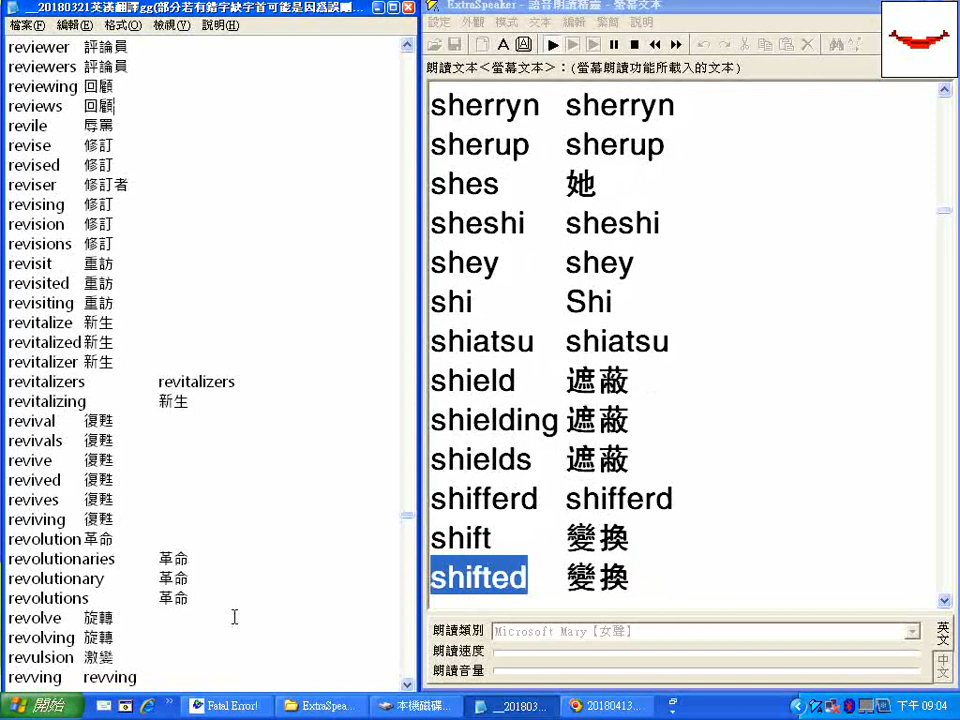 __20180321英漢翻譯gg(部分若有錯字缺字首可能是因為誤刪...
檔案(F) 編輯(E) 格式(O) 檢視(V) 說明(H)
reviewer 評論員
reviewers 評論員
reviewing 回顧
reviews 回顧
revile 辱罵
revise 修訂
revised 修訂
reviser 修訂者
revising 修訂
revision 修訂
revisions 修訂
revisit 重訪
revisited 重訪
revisiting 重訪
revitalize 新生
revitalized 新生
revitalizer 新生
revitalizers revitalizers
revitalizing 新生
revival 復甦
revivals 復甦
revive 復甦
revived 復甦
revives 復甦
reviving 復甦
revolution 革命
revolutionaries 革命
revolutionary 革命
revolutions 革命
revolve 旋轉
revolving 旋轉
revulsion 激變
revving revving
ExtraSpeaker - 語音朗讀精靈 - 螢幕文本
設定 外觀 模式 文本 編輯 繁簡 說明
朗讀文本<螢幕文本>：(螢幕朗讀功能所載入的文本)
sherryn sherryn
sherup sherup
shes 她
sheshi sheshi
shey shey
shi Shi
shiatsu shiatsu
shield 遮蔽
shielding 遮蔽
shields 遮蔽
shifferd shifferd
shift 變換
shifted 變換
朗讀類別 Microsoft Mary【女聲】
朗讀速度
朗讀音量
英文
中文
開始 Fatal Error! ExtraSpea... 本機磁碟... __201803... 20180413... 下午 09:04